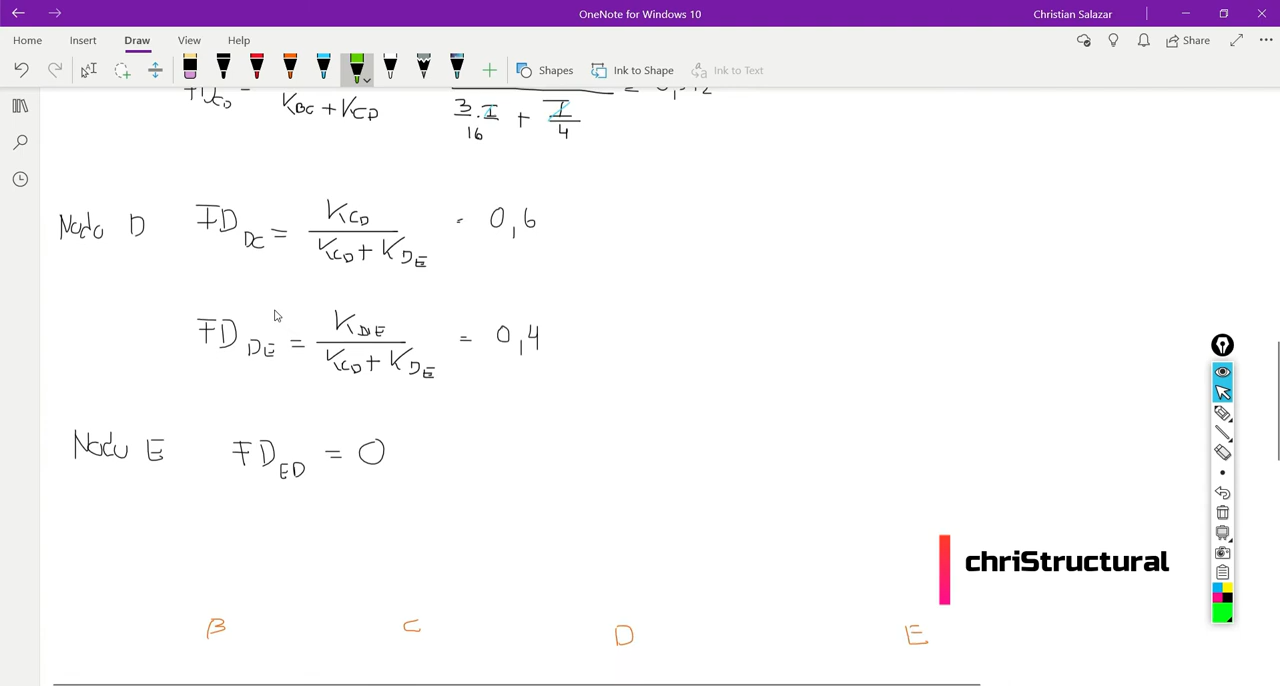 OneNote for Windows 10
Christian Salazar
Home Insert Draw View Help
Share
Shapes Ink to Shape Ink to Text
K_BC + K_CD
3.I/16 + I/4
Nodo D FD_DC = K_CD / (K_CD + K_DE) = 0,6
FD_DE = K_DE / (K_CD + K_DE) = 0,4
Nodo E FD_ED = 0
chriStructural
B C D E